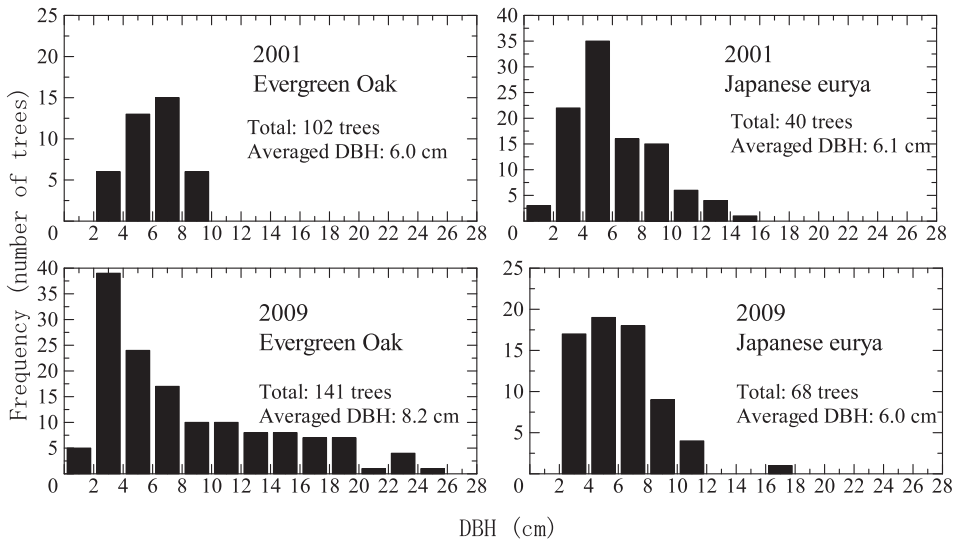 Frequency (number of trees)
25
20
15
10
5
0
2 4 6 8 10 12 14 16 18 20 22 24 26 28
2001
Evergreen Oak
Total: 102 trees
Averaged DBH: 6.0 cm
40
35
30
25
20
15
10
5
0
2 4 6 8 10 12 14 16 18 20 22 24 26 28
2001
Japanese eurya
Total: 40 trees
Averaged DBH: 6.1 cm
40
35
30
25
20
15
10
5
0
2 4 6 8 10 12 14 16 18 20 22 24 26 28
2009
Evergreen Oak
Total: 141 trees
Averaged DBH: 8.2 cm
25
20
15
10
5
0
2 4 6 8 10 12 14 16 18 20 22 24 26 28
2009
Japanese eurya
Total: 68 trees
Averaged DBH: 6.0 cm
DBH (cm)